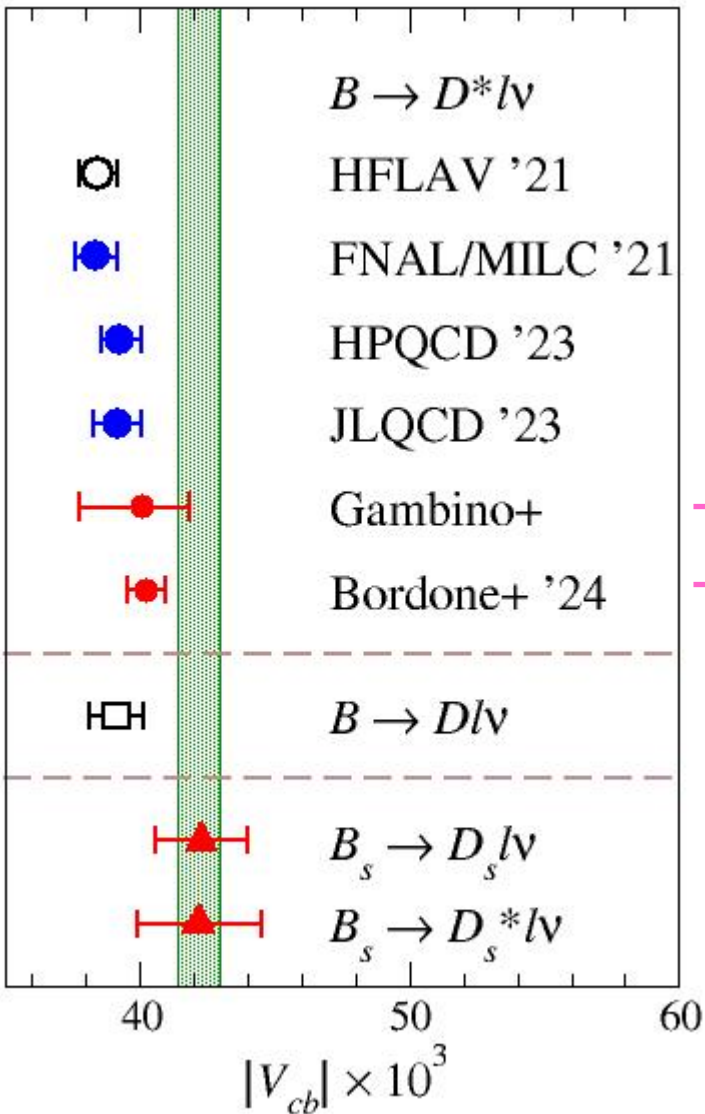 B → D*lν
HFLAV ’21
FNAL/MILC ’21
HPQCD ’23
JLQCD ’23
Gambino+
Bordone+ ’24
B → Dlν
Bₛ → Dₛlν
Bₛ → Dₛ*lν
40 50 60
|V_cb| × 10³